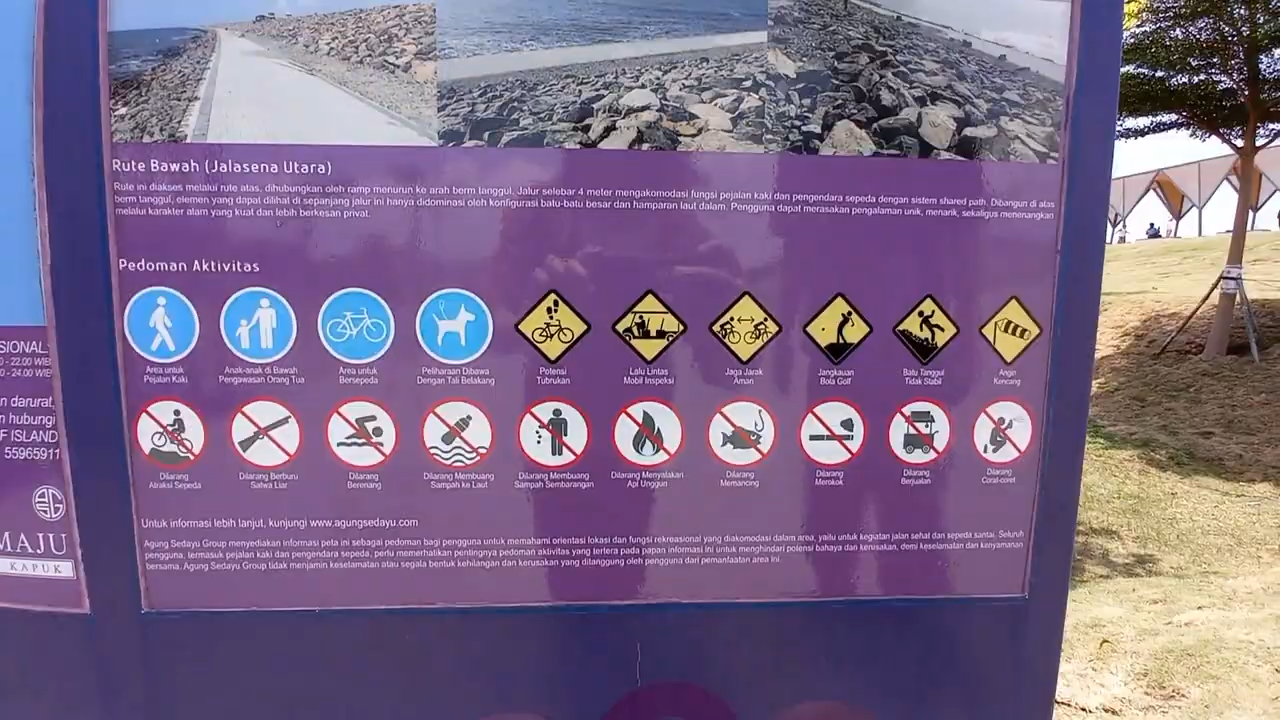 Rute Bawah (Jalasena Utara)
Rute ini diakses melalui rute atas, dihubungkan oleh ramp menurun ke arah berm tanggul. Jalur selebar 4 meter mengakomodasi fungsi pejalan kaki dan pengendara sepeda dengan sistem shared path. Dibangun di atas
berm tanggul, elemen yang dapat dilihat di sepanjang jalur ini hanya didominasi oleh konfigurasi batu-batu besar dan hamparan laut dalam. Pengguna dapat merasakan pengalaman unik, menarik, sekaligus menenangkan
melalui karakter alam yang kuat dan lebih berkesan privat.
Pedoman Aktivitas
Area untuk
Pejalan Kaki
Anak-anak di Bawah
Pengawasan Orang Tua
Area untuk
Bersepeda
Peliharaan Dibawa
Dengan Tali Belakang
Potensi
Tubrukan
Lalu Lintas
Mobil Inspeksi
Jaga Jarak
Aman
Jangkauan
Bola Golf
Batu Tanggul
Tidak Stabil
Angin
Kencang
Dilarang
Atraksi Sepeda
Dilarang Berburu
Satwa Liar
Dilarang
Berenang
Dilarang Membuang
Sampah ke Laut
Dilarang Membuang
Sampah Sembarangan
Dilarang Menyalakan
Api Unggun
Dilarang
Memancing
Dilarang
Merokok
Dilarang
Berjualan
Dilarang
Corat-coret
Untuk informasi lebih lanjut, kunjungi www.agungsedayu.com
Agung Sedayu Group menyediakan informasi peta ini sebagai pedoman bagi pengguna untuk memahami orientasi lokasi dan fungsi rekreasional yang diakomodasi dalam area, yaitu untuk kegiatan jalan sehat dan sepeda santai. Seluruh
pengguna, termasuk pejalan kaki dan pengendara sepeda, perlu memerhatikan pentingnya pedoman aktivitas yang tertera pada papan informasi ini untuk menghindari potensi bahaya dan kerusakan, demi keselamatan dan kenyamanan
bersama. Agung Sedayu Group tidak menjamin keselamatan atau segala bentuk kehilangan dan kerusakan yang ditanggung oleh pengguna dari pemanfaatan area ini.
SIONAL:
0 - 22.00 WIB
0 - 24.00 WIB
n darurat,
n hubungi
F ISLAND
55965911
MAJU
KAPUK